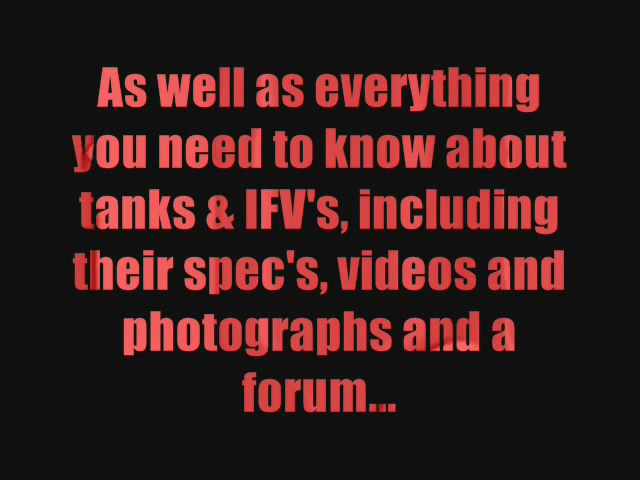 As well as everything
you need to know about
tanks & IFV's, including
their spec's, videos and
photographs and a
forum...